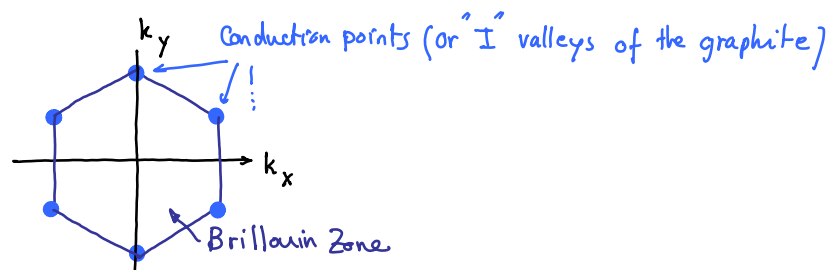 k y
Conduction points (or "I" valleys of the graphite)
k x
Brillouin Zone